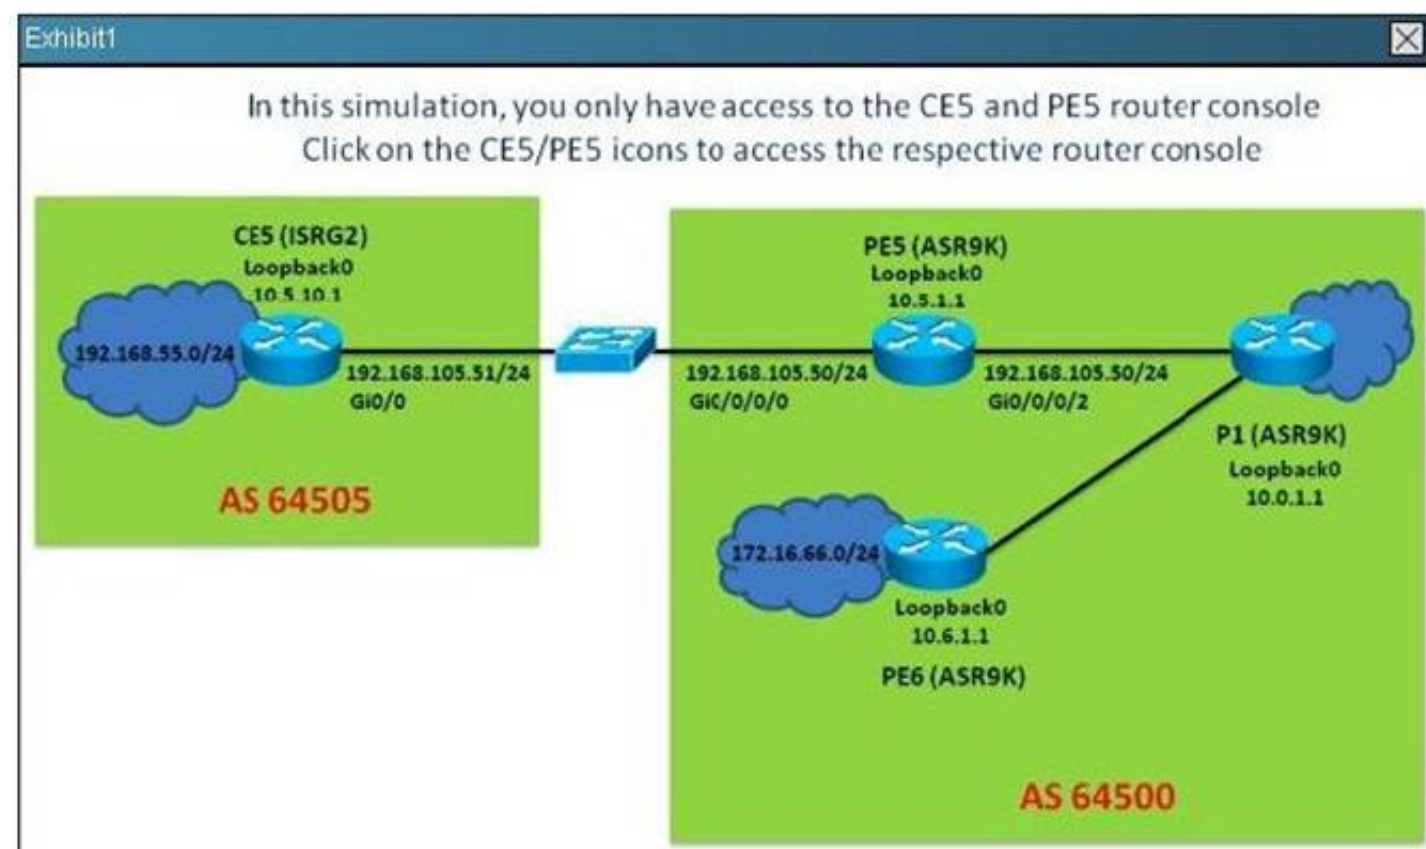 Exhibit1
In this simulation, you only have access to the CE5 and PE5 router console
Click on the CE5/PE5 icons to access the respective router console
CE5 (ISRG2)
Loopback0
10.5.10.1
192.168.55.0/24
192.168.105.51/24
Gi0/0
AS 64505
PE5 (ASR9K)
Loopback0
10.5.1.1
192.168.105.50/24
GiC/0/0/0
192.168.105.50/24
Gi0/0/0/2
P1 (ASR9K)
Loopback0
10.0.1.1
172.16.66.0/24
Loopback0
10.6.1.1
PE6 (ASR9K)
AS 64500